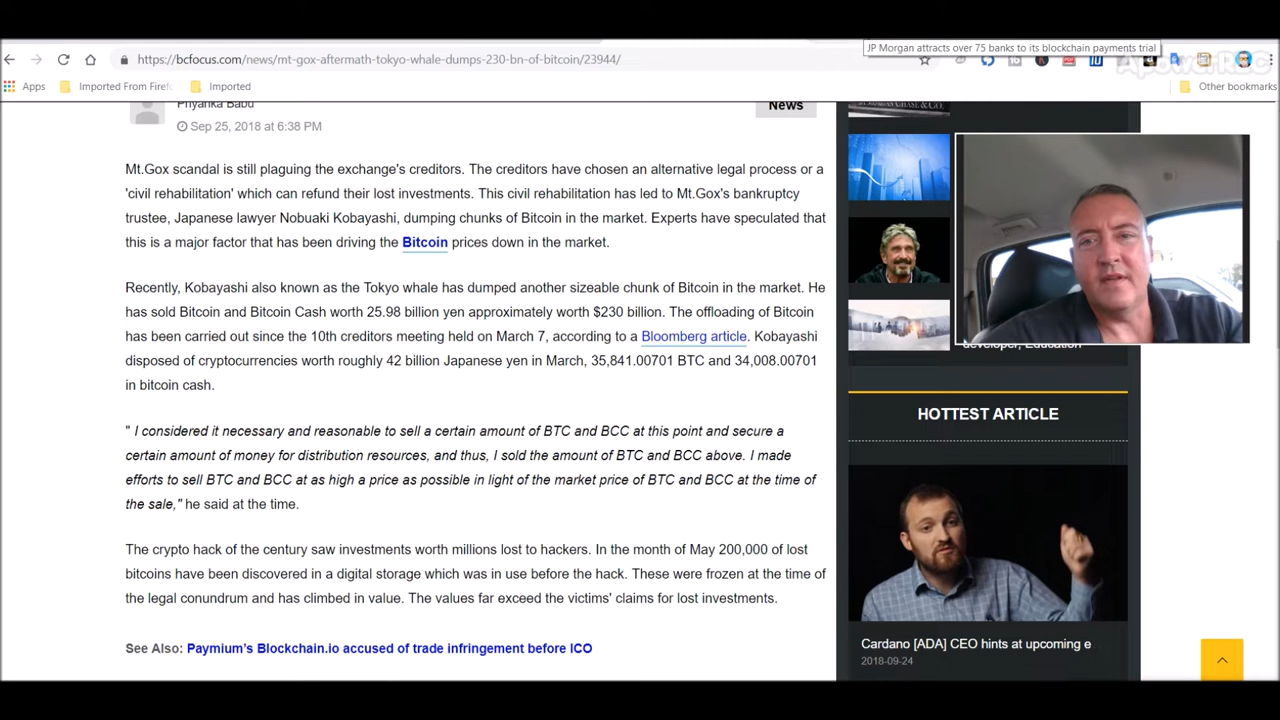 JP Morgan attracts over 75 banks to its blockchain payments trial
https://bcfocus.com/news/mt-gox-aftermath-tokyo-whale-dumps-230-bn-of-bitcoin/23944/
ApowerREC
Apps
Imported From Firef
Imported
Other bookmarks
Priyanka Babu
News
Sep 25, 2018 at 6:38 PM
Mt.Gox scandal is still plaguing the exchange's creditors. The creditors have chosen an alternative legal process or a
'civil rehabilitation' which can refund their lost investments. This civil rehabilitation has led to Mt.Gox's bankruptcy
trustee, Japanese lawyer Nobuaki Kobayashi, dumping chunks of Bitcoin in the market. Experts have speculated that
this is a major factor that has been driving the Bitcoin prices down in the market.
Recently, Kobayashi also known as the Tokyo whale has dumped another sizeable chunk of Bitcoin in the market. He
has sold Bitcoin and Bitcoin Cash worth 25.98 billion yen approximately worth $230 billion. The offloading of Bitcoin
has been carried out since the 10th creditors meeting held on March 7, according to a Bloomberg article. Kobayashi
disposed of cryptocurrencies worth roughly 42 billion Japanese yen in March, 35,841.00701 BTC and 34,008.00701
in bitcoin cash.
" I considered it necessary and reasonable to sell a certain amount of BTC and BCC at this point and secure a
certain amount of money for distribution resources, and thus, I sold the amount of BTC and BCC above. I made
efforts to sell BTC and BCC at as high a price as possible in light of the market price of BTC and BCC at the time of
the sale," he said at the time.
The crypto hack of the century saw investments worth millions lost to hackers. In the month of May 200,000 of lost
bitcoins have been discovered in a digital storage which was in use before the hack. These were frozen at the time of
the legal conundrum and has climbed in value. The values far exceed the victims' claims for lost investments.
See Also: Paymium's Blockchain.io accused of trade infringement before ICO
developer, Education
HOTTEST ARTICLE
Cardano [ADA] CEO hints at upcoming e
2018-09-24